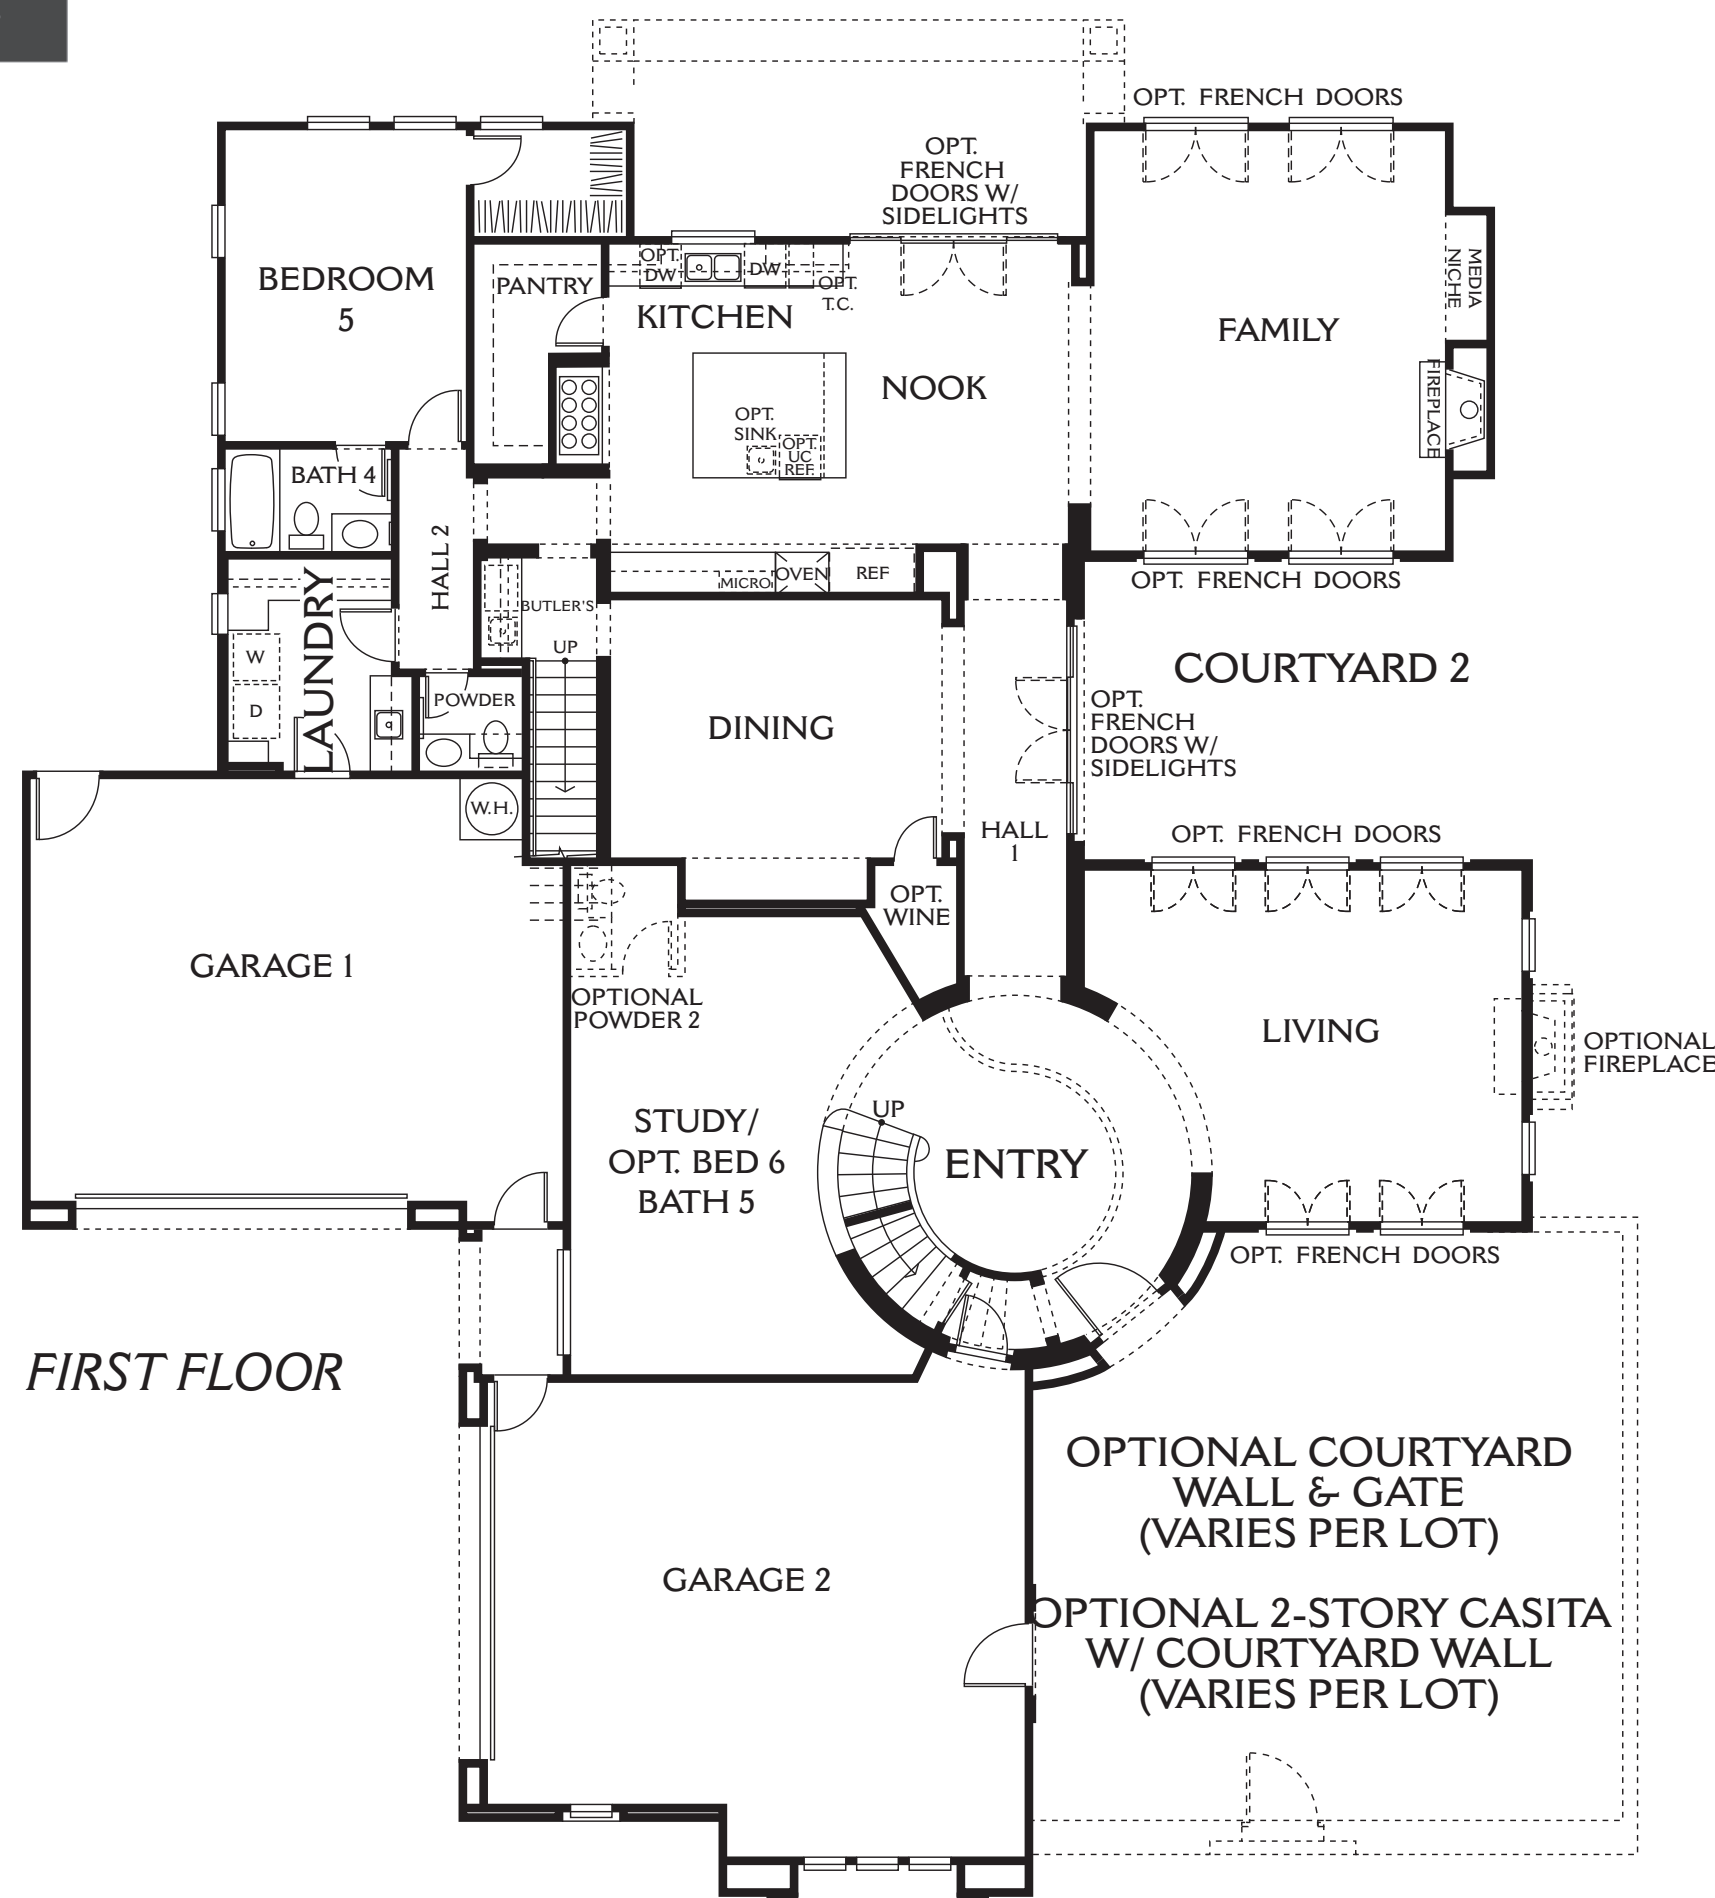 OPT. FRENCH DOORS
OPT.
FRENCH
DOORS W/
SIDELIGHTS
BEDROOM
5
PANTRY
OPT.
DW
DW
OPT.
T.C.
KITCHEN
NOOK
FAMILY
MEDIA
NICHE
FIREPLACE
OPT.
SINK
OPT.
UC
REF.
BATH 4
HALL 2
LAUNDRY
W
D
BUTLER'S
UP
POWDER
MICRO
OVEN
REF
OPT. FRENCH DOORS
COURTYARD 2
OPT.
FRENCH
DOORS W/
SIDELIGHTS
DINING
W.H.
HALL
1
OPT. FRENCH DOORS
OPT.
WINE
GARAGE 1
OPTIONAL
POWDER 2
LIVING
OPTIONAL
FIREPLACE
STUDY/
OPT. BED 6
BATH 5
UP
ENTRY
OPT. FRENCH DOORS
FIRST FLOOR
OPTIONAL COURTYARD
WALL & GATE
(VARIES PER LOT)
GARAGE 2
OPTIONAL 2-STORY CASITA
W/ COURTYARD WALL
(VARIES PER LOT)